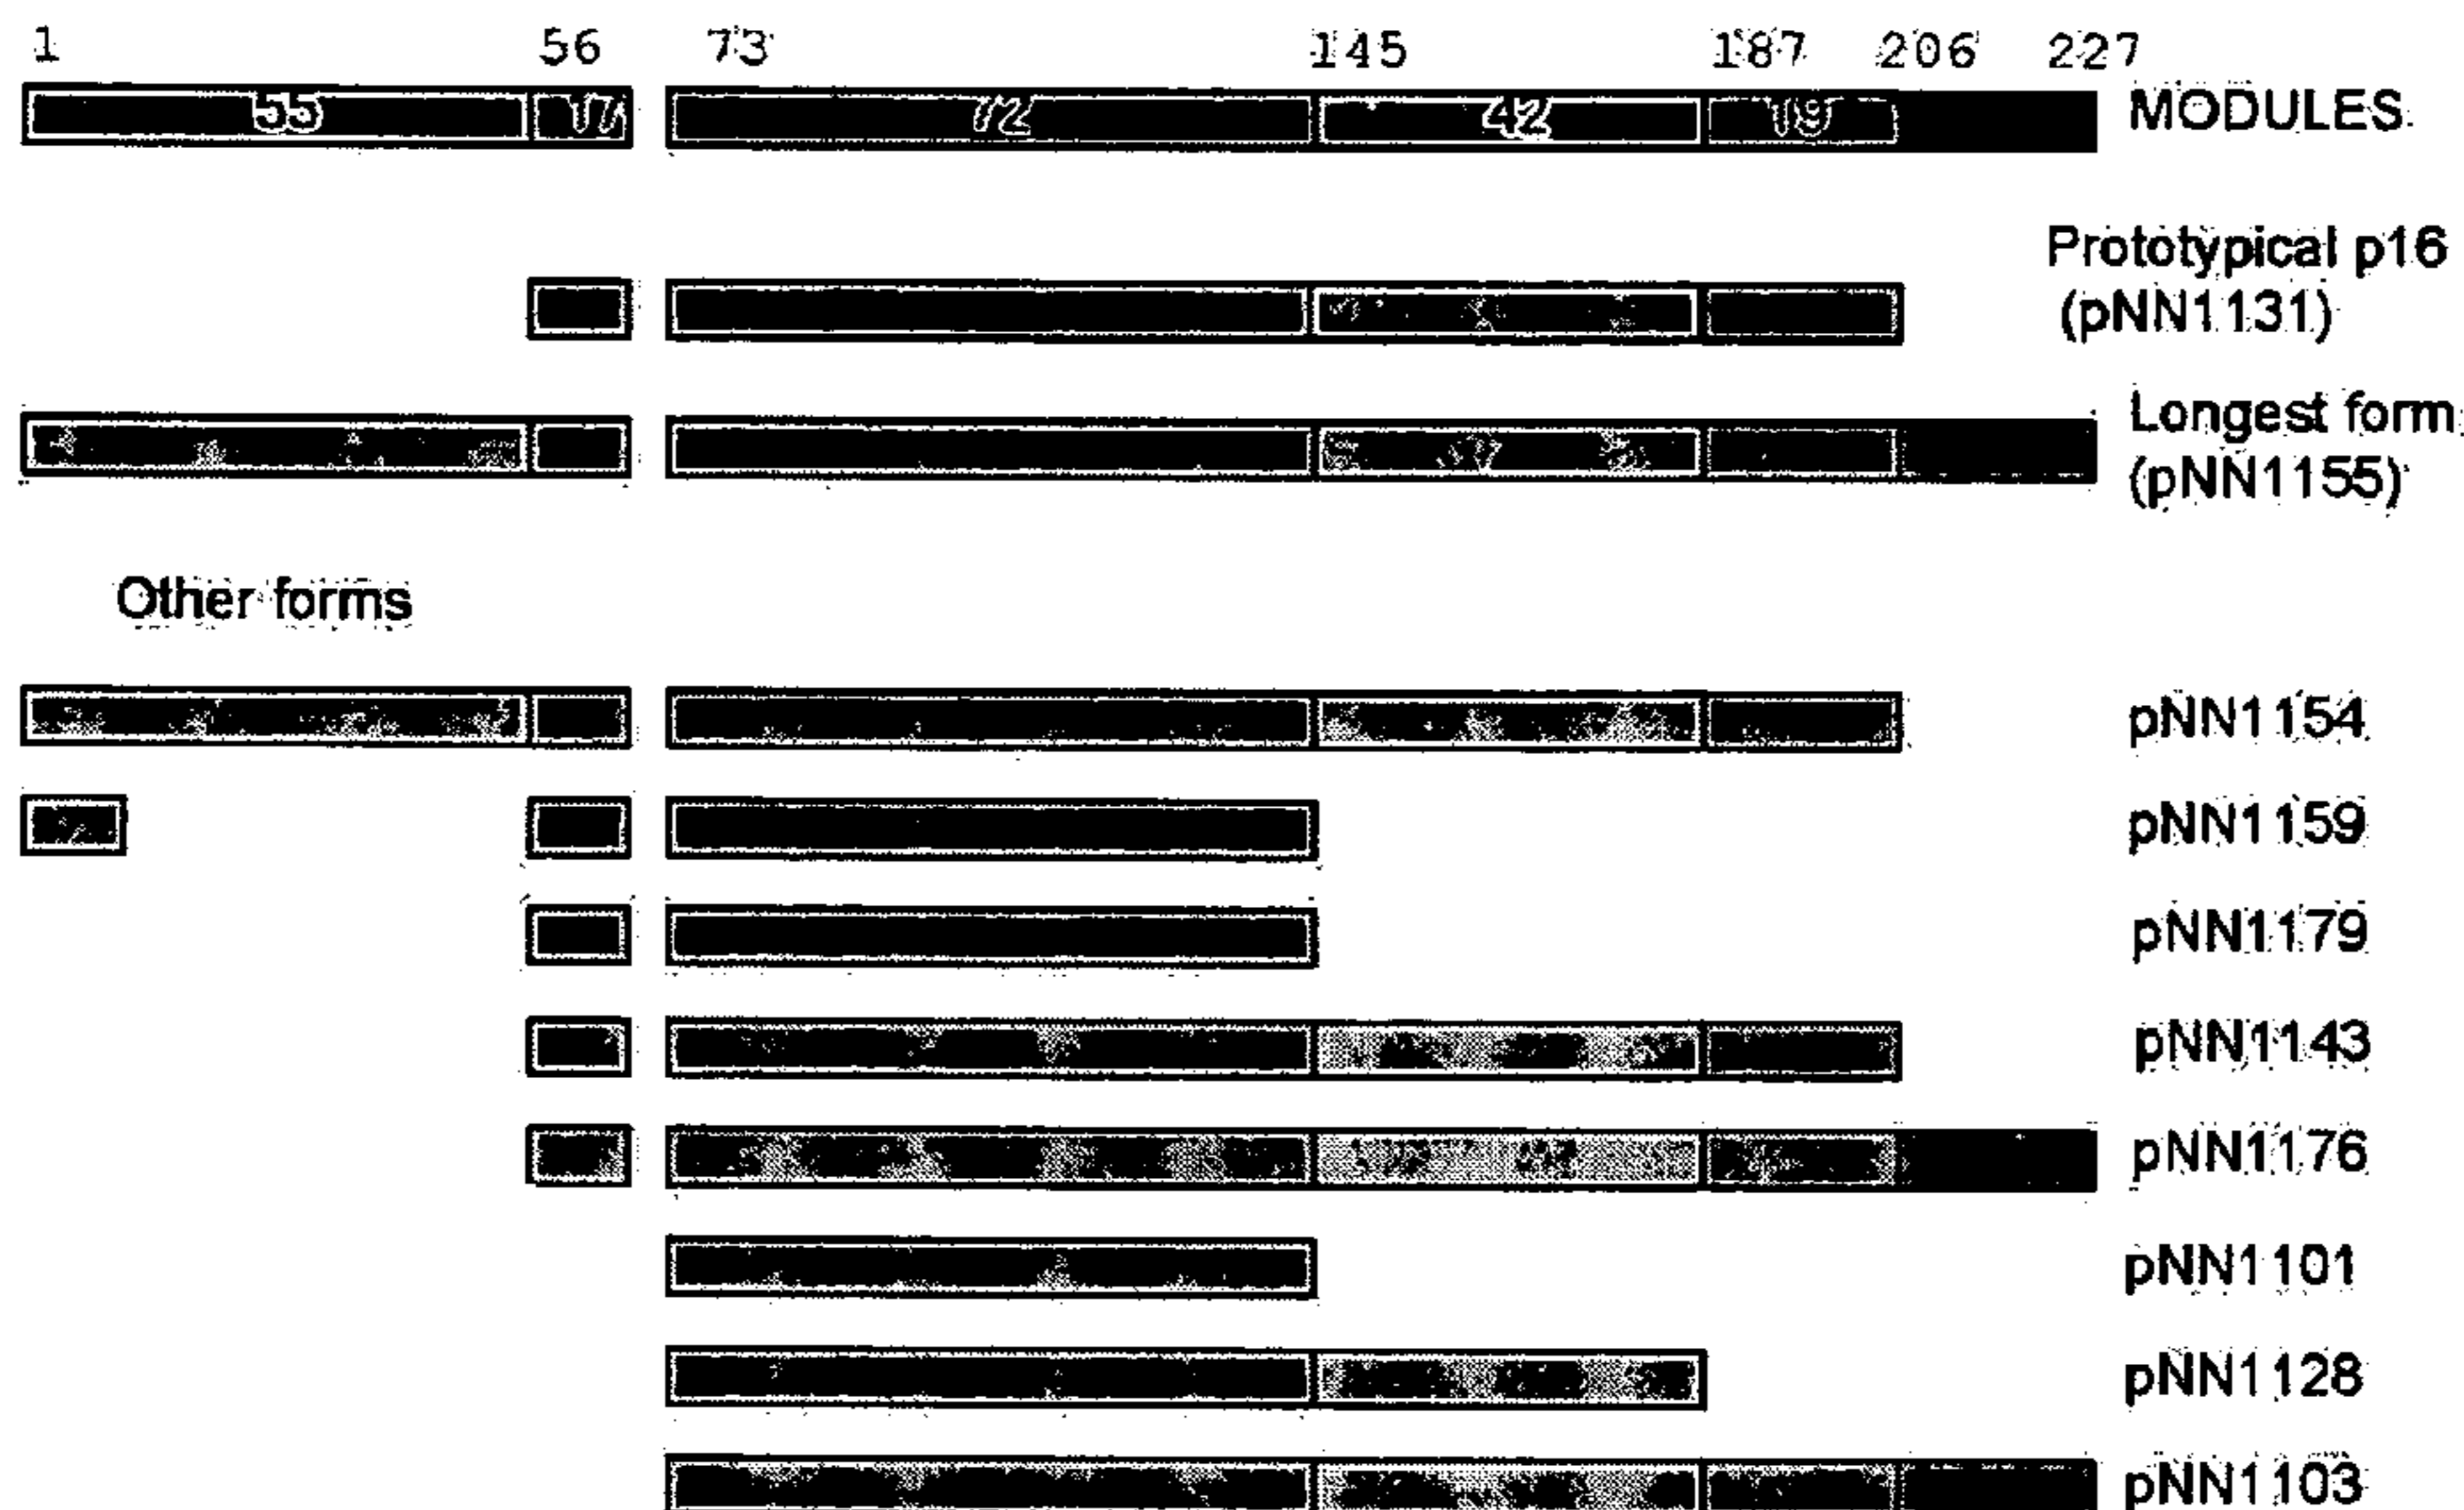 1 56 73 145 187 206 227
55 17 72 42 19 MODULES
Prototypical p16
(pNN1131)
Longest form
(pNN1155)
Other forms
pNN1154
pNN1159
pNN1179
pNN1143
pNN1176
pNN1101
pNN1128
pNN1103